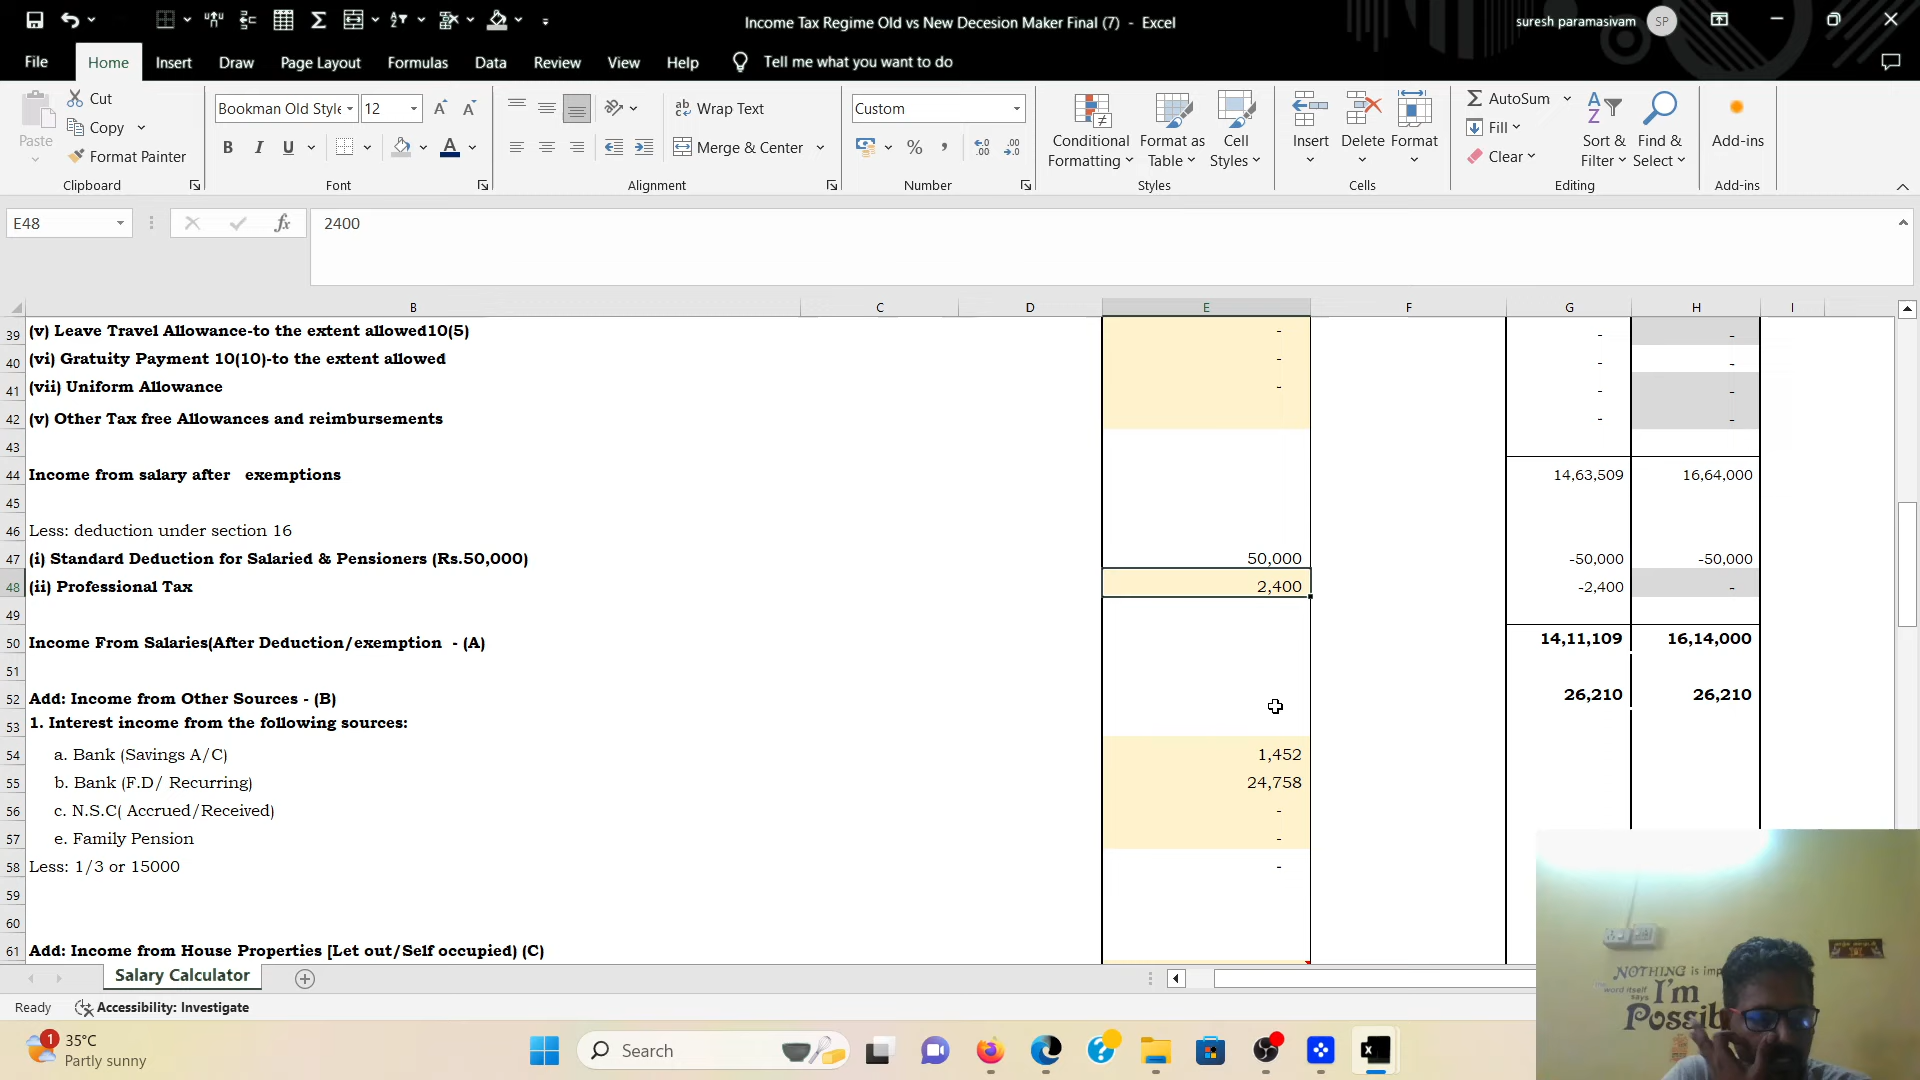 Income Tax Regime Old vs New Decesion Maker Final (7) - Excel
suresh paramasivam SP
File Home Insert Draw Page Layout Formulas Data Review View Help Tell me what you want to do
Paste
Cut
Copy
Format Painter
Clipboard
Bookman Old Style 12
B I U
Font
Wrap Text
Merge & Center
Alignment
Custom
Number
Conditional Formatting
Format as Table
Cell Styles
Styles
Insert Delete Format
Cells
AutoSum
Fill
Clear
Sort & Filter
Find & Select
Editing
Add-ins
Add-ins
E48 fx 2400
B C D E F G H I
39 (v) Leave Travel Allowance-to the extent allowed10(5) - - -
40 (vi) Gratuity Payment 10(10)-to the extent allowed - - -
41 (vii) Uniform Allowance - - -
42 (v) Other Tax free Allowances and reimbursements - -
43
44 Income from salary after exemptions 14,63,509 16,64,000
45
46 Less: deduction under section 16
47 (i) Standard Deduction for Salaried & Pensioners (Rs.50,000) 50,000 -50,000 -50,000
48 (ii) Professional Tax 2,400 -2,400 -
49
50 Income From Salaries(After Deduction/exemption - (A) 14,11,109 16,14,000
51
52 Add: Income from Other Sources - (B) 26,210 26,210
53 1. Interest income from the following sources:
54 a. Bank (Savings A/C) 1,452
55 b. Bank (F.D/ Recurring) 24,758
56 c. N.S.C( Accrued/Received) -
57 e. Family Pension -
58 Less: 1/3 or 15000 -
59
60
61 Add: Income from House Properties [Let out/Self occupied) (C)
Salary Calculator
Ready Accessibility: Investigate
NOTHING is imp
word itself
says
I'm
Possib
1 35°C
Partly sunny
Search